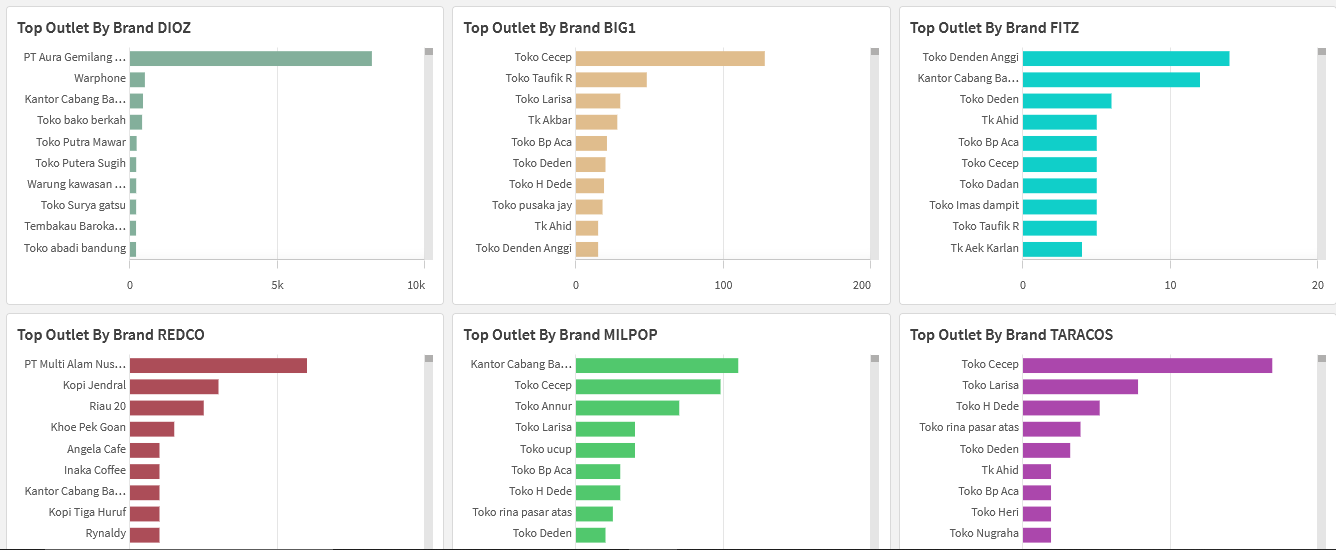 Top Outlet By Brand DIOZ
PT Aura Gemilang ...
Warphone
Kantor Cabang Ba...
Toko bako berkah
Toko Putra Mawar
Toko Putera Sugih
Warung kawasan ...
Toko Surya gatsu
Tembakau Baroka...
Toko abadi bandung
0 5k 10k
Top Outlet By Brand BIG1
Toko Cecep
Toko Taufik R
Toko Larisa
Tk Akbar
Toko Bp Aca
Toko Deden
Toko H Dede
Toko pusaka jay
Tk Ahid
Toko Denden Anggi
0 100 200
Top Outlet By Brand FITZ
Toko Denden Anggi
Kantor Cabang Ba...
Toko Deden
Tk Ahid
Toko Bp Aca
Toko Cecep
Toko Dadan
Toko Imas dampit
Toko Taufik R
Tk Aek Karlan
0 10 20
Top Outlet By Brand REDCO
PT Multi Alam Nus...
Kopi Jendral
Riau 20
Khoe Pek Goan
Angela Cafe
Inaka Coffee
Kantor Cabang Ba...
Kopi Tiga Huruf
Rynaldy
Top Outlet By Brand MILPOP
Kantor Cabang Ba...
Toko Cecep
Toko Annur
Toko Larisa
Toko ucup
Toko Bp Aca
Toko H Dede
Toko rina pasar atas
Toko Deden
Top Outlet By Brand TARACOS
Toko Cecep
Toko Larisa
Toko H Dede
Toko rina pasar atas
Toko Deden
Tk Ahid
Toko Bp Aca
Toko Heri
Toko Nugraha